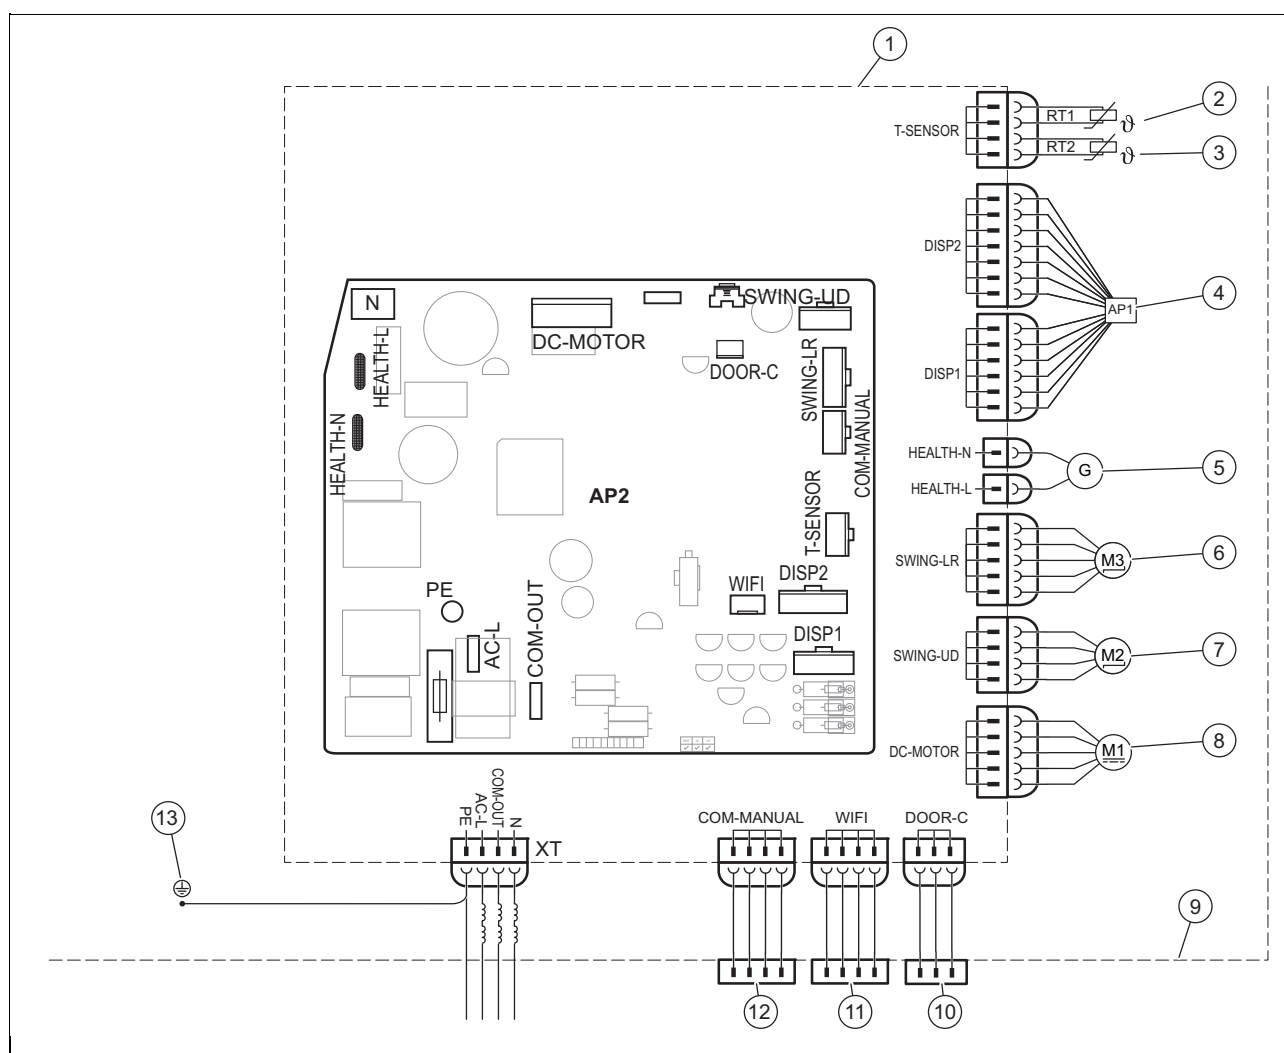 1
2
T-SENSOR
RT1
ϑ
RT2
ϑ
3
DISP2
AP1
4
DISP1
N
SWING-UD
DC-MOTOR
HEALTH-L
DOOR-C
SWING-LR
COM-MANUAL
HEALTH-N
HEALTH-N
G
5
HEALTH-L
AP2
T-SENSOR
SWING-LR
M3
6
PE
AC-L
COM-OUT
WIFI
DISP2
DISP1
SWING-UD
M2
7
DC-MOTOR
M1
8
PE
AC-L
COM-OUT
N
XT
COM-MANUAL
WIFI
DOOR-C
13
9
12
11
10